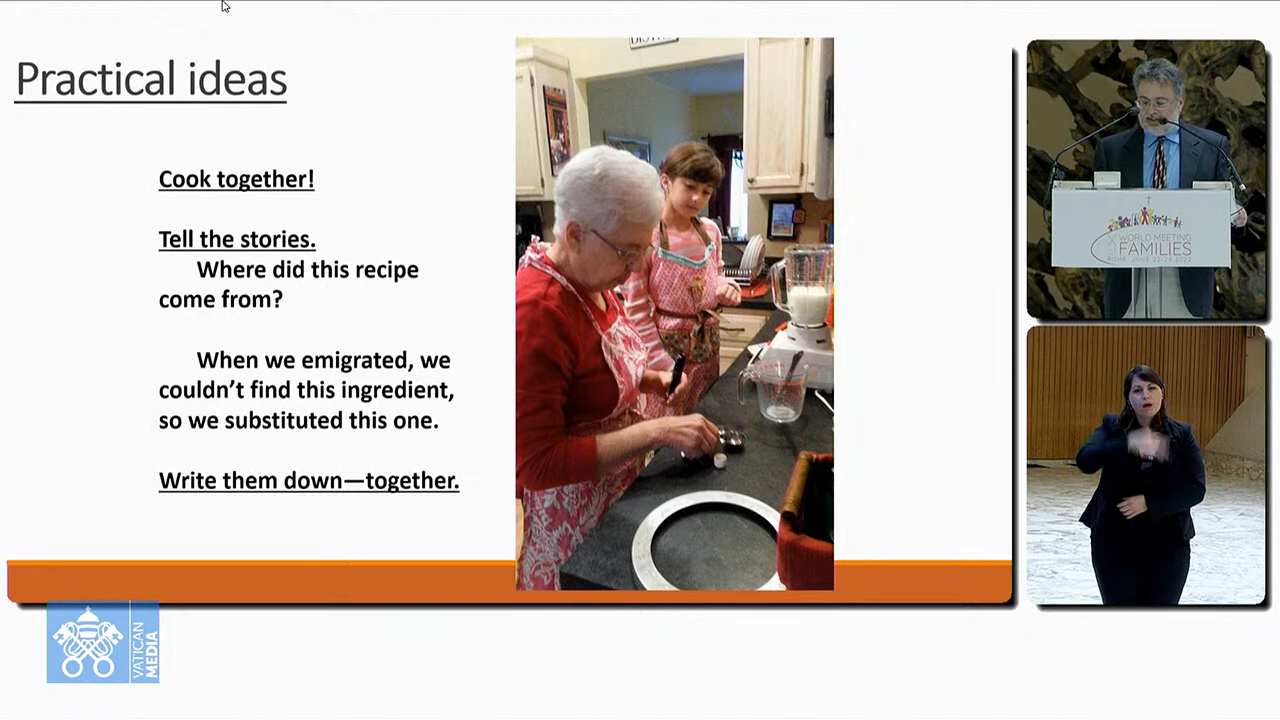 Practical ideas
Cook together!
Tell the stories.
Where did this recipe
come from?
When we emigrated, we
couldn't find this ingredient,
so we substituted this one.
Write them down—together.
WORLD MEETING
FAMILIES
VATICAN
MEDIA